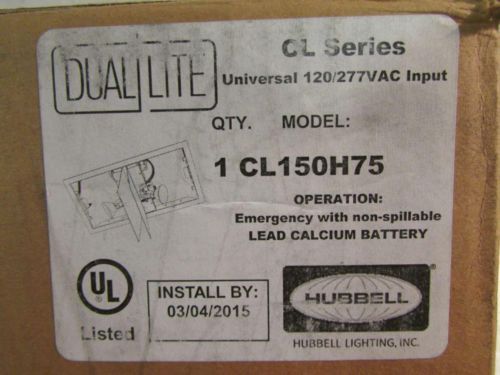 DUAL LITE
CL Series
Universal 120/277VAC Input
QTY. MODEL:
1 CL150H75
OPERATION:
Emergency with non-spillable
LEAD CALCIUM BATTERY
UL
Listed
INSTALL BY:
03/04/2015
HUBBELL
HUBBELL LIGHTING, INC.